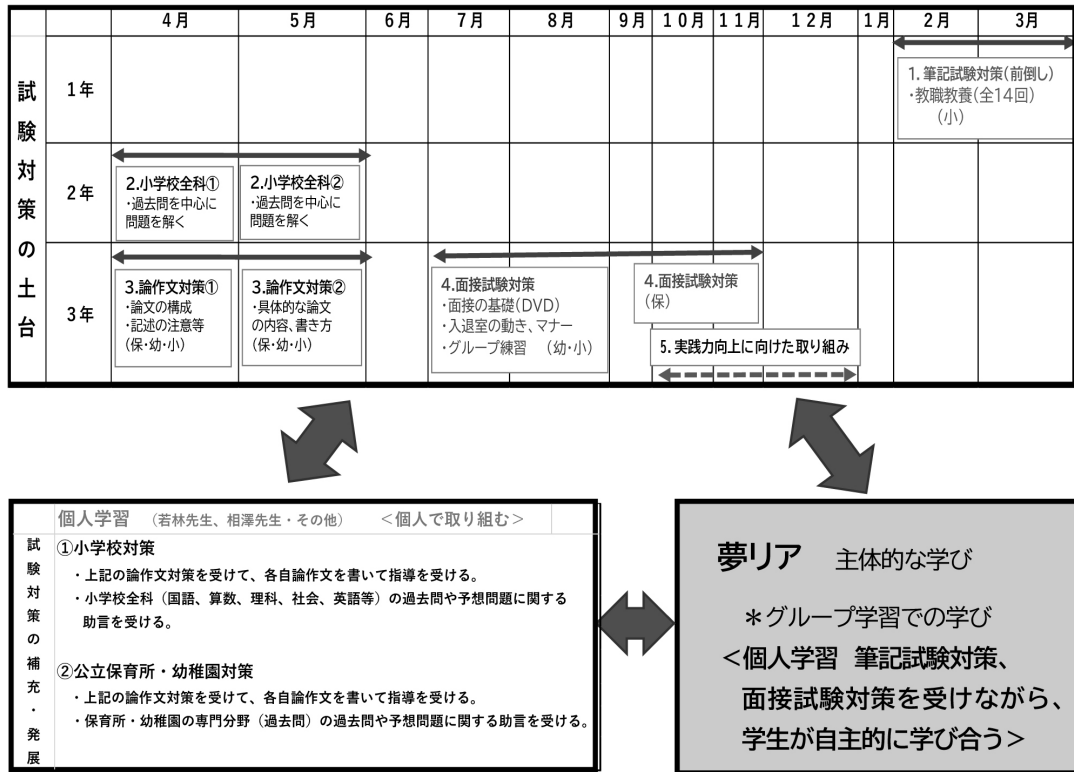 4月 5月 6月 7月 8月 9月 10月 11月 12月 1月 2月 3月
試験対策の土台
1年
1.筆記試験対策(前倒し)
・教職教養(全14回)
(小)
2年
2.小学校全科①
・過去問を中心に
問題を解く
2.小学校全科②
・過去問を中心に
問題を解く
3年
3.論作文対策①
・論文の構成
・記述の注意等
(保・幼・小)
3.論作文対策②
・具体的な論文
の内容、書き方
(保・幼・小)
4.面接試験対策
・面接の基礎(DVD)
・入退室の動き、マナー
・グループ練習 (幼・小)
4.面接試験対策
(保)
5.実践力向上に向けた取り組み
試験対策の補充・発展
個人学習 (若林先生、相澤先生・その他) <個人で取り組む>
①小学校対策
・上記の論作文対策を受けて、各自論作文を書いて指導を受ける。
・小学校全科(国語、算数、理科、社会、英語等)の過去問や予想問題に関する
助言を受ける。
②公立保育所・幼稚園対策
・上記の論作文対策を受けて、各自論作文を書いて指導を受ける。
・保育所・幼稚園の専門分野(過去問)の過去問や予想問題に関する助言を受ける。
夢リア 主体的な学び
*グループ学習での学び
<個人学習 筆記試験対策、
面接試験対策を受けながら、
学生が自主的に学び合う>